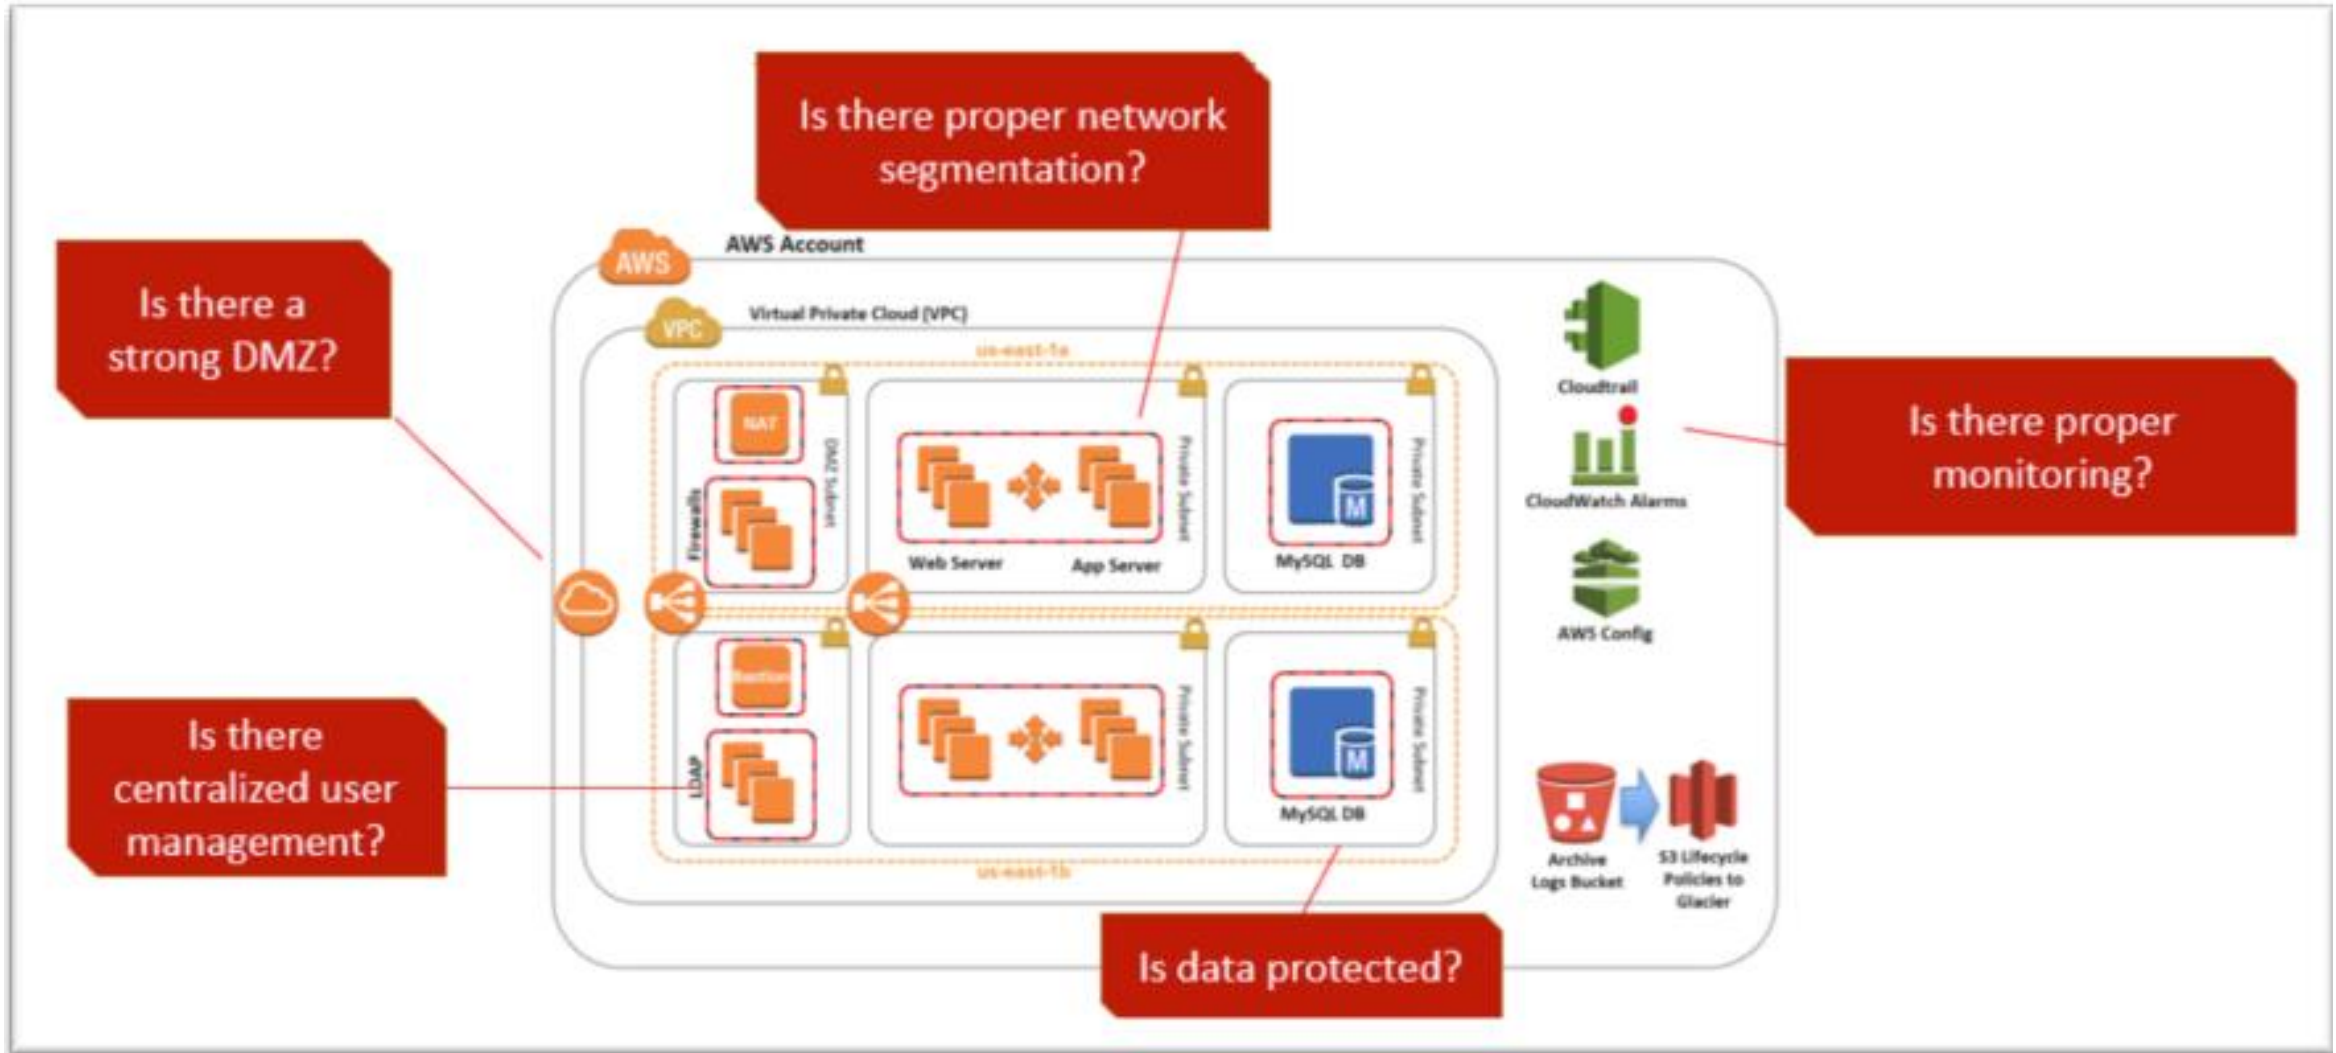 Is there proper network
segmentation?
AWS
AWS Account
Is there a
strong DMZ?
VPC
Virtual Private Cloud (VPC)
us-east-1a
Cloudtrail
Is there proper
monitoring?
NAT
DMZ Subnet
Firewalls
Private Subnet
Web Server
App Server
M
Private Subnet
MySQL DB
CloudWatch Alarms
AWS Config
Bastion
LDAP
Private Subnet
M
Private Subnet
MySQL DB
Is there
centralized user
management?
us-east-1b
Archive
Logs Bucket
S3 Lifecycle
Policies to
Glacier
Is data protected?